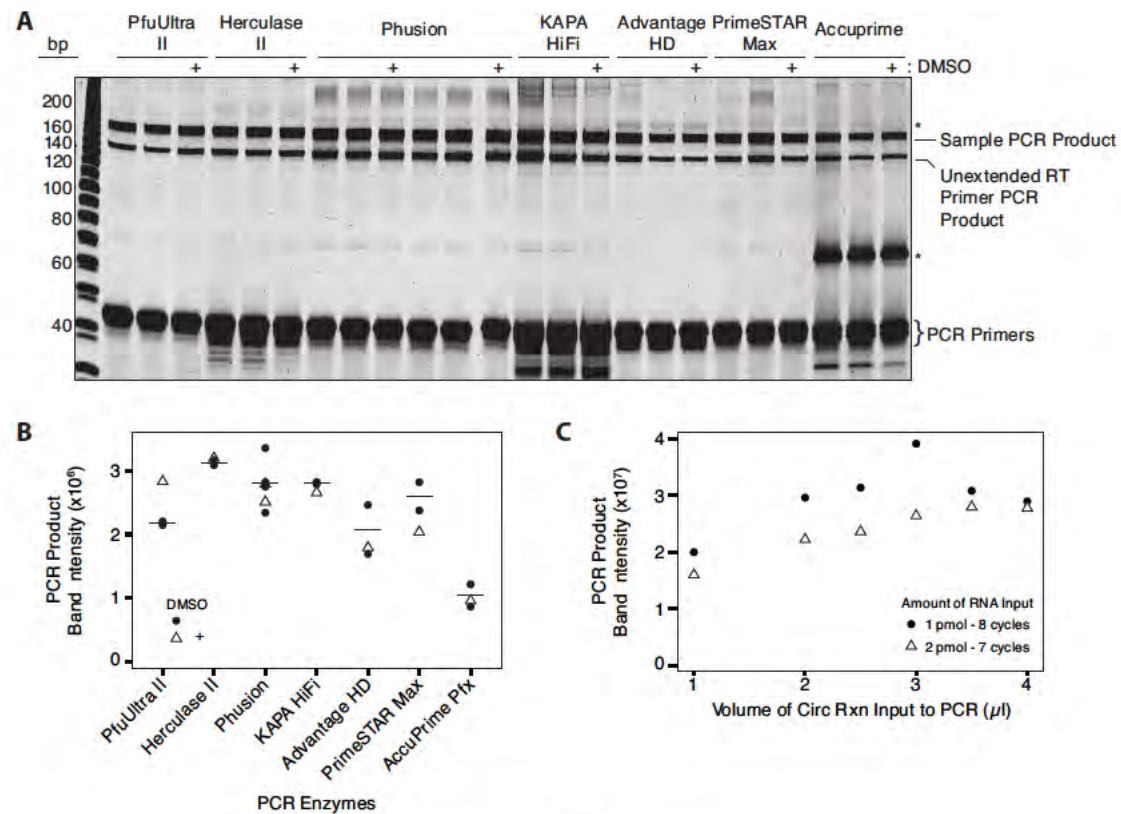 A
bp
PfuUltra II
Herculase II
Phusion
KAPA HiFi
Advantage HD
PrimeSTAR Max
Accuprime
+ + + + + + + + : DMSO
200
160
140
120
100
80
60
40
*
Sample PCR Product
Unextended RT
Primer PCR
Product
*
PCR Primers
B
PCR Product
Band ntensity (x10⁶)
3
2
1
0
DMSO
+
PfuUltra II
Herculase II
Phusion
KAPA HiFi
Advantage HD
PrimeSTAR Max
AccuPrime Pfx
PCR Enzymes
C
PCR Product
Band ntensity (x10⁷)
4
3
2
1
0
Amount of RNA Input
1 pmol - 8 cycles
2 pmol - 7 cycles
1 2 3 4
Volume of Circ Rxn Input to PCR (μl)